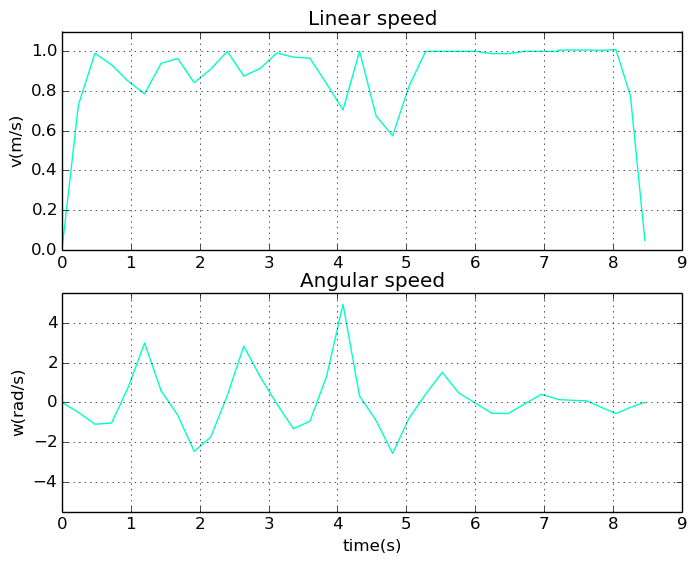 Linear speed
v(m/s)
1.0
0.8
0.6
0.4
0.2
0.0
0 1 2 3 4 5 6 7 8 9
Angular speed
w(rad/s)
4
2
0
−2
−4
0 1 2 3 4 5 6 7 8 9
time(s)